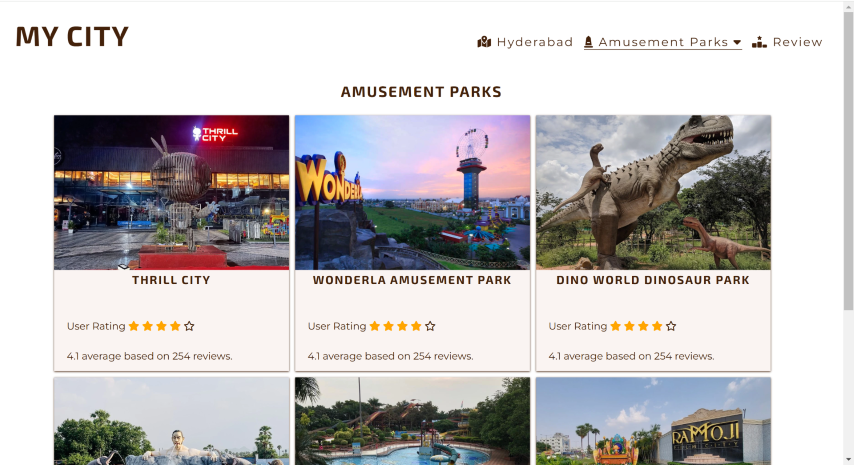 MY CITY
Hyderabad Amusement Parks Review
AMUSEMENT PARKS
THRILL CITY
WONDERLA
THRILL CITY
WONDERLA AMUSEMENT PARK
DINO WORLD DINOSAUR PARK
User Rating
User Rating
User Rating
4.1 average based on 254 reviews.
4.1 average based on 254 reviews.
4.1 average based on 254 reviews.
RAMOJI